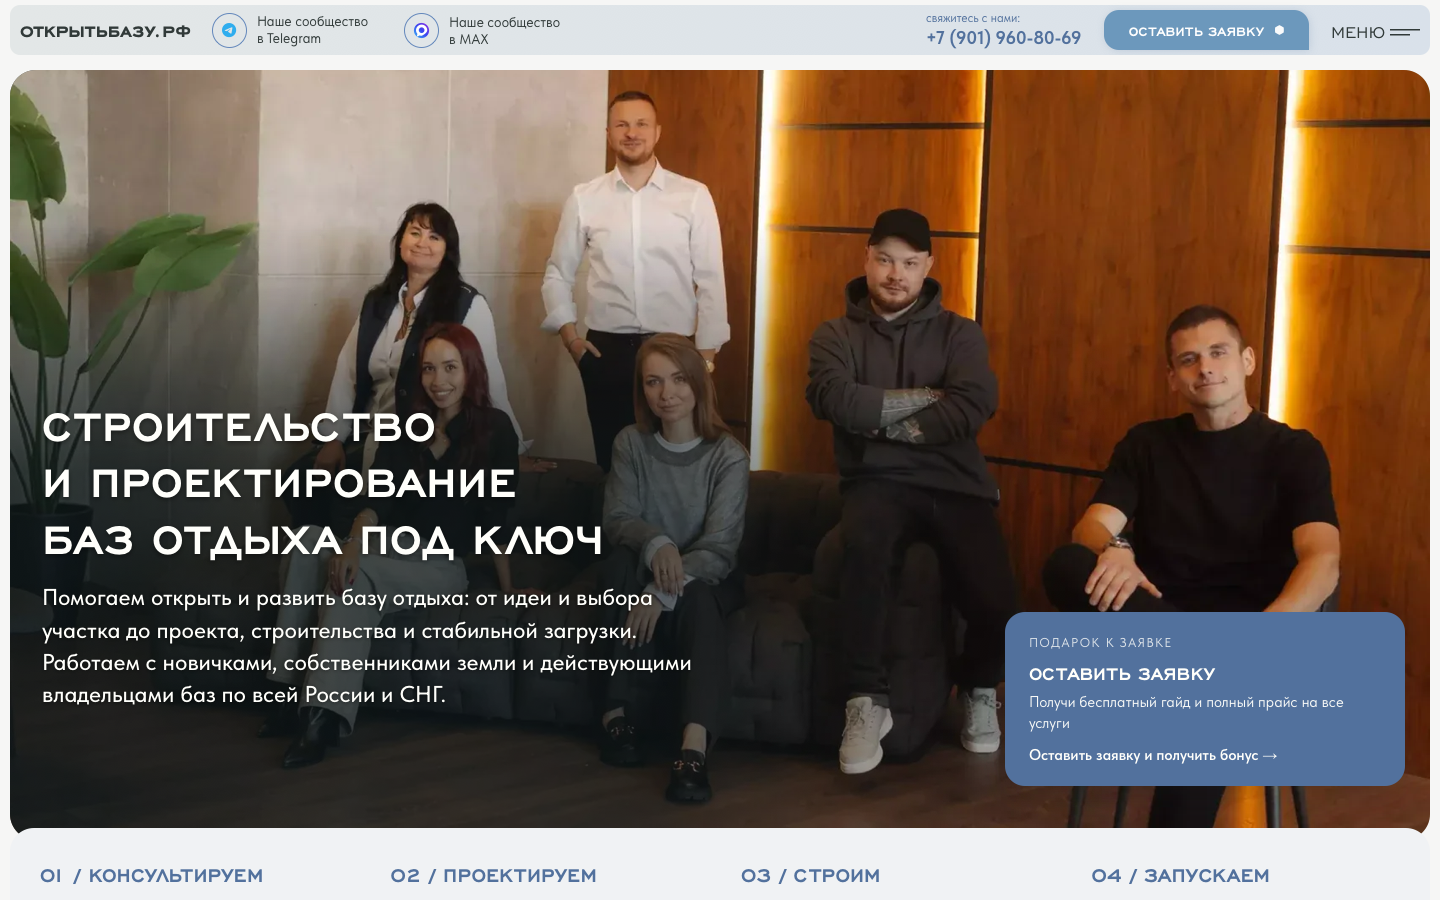 ОТКРЫТЬБАЗУ.РФ
Наше сообщество
в Telegram
Наше сообщество
в MAX
свяжитесь с нами:
+7 (901) 960-80-69
ОСТАВИТЬ ЗАЯВКУ
МЕНЮ
СТРОИТЕЛЬСТВО
И ПРОЕКТИРОВАНИЕ
БАЗ ОТДЫХА ПОД КЛЮЧ
Помогаем открыть и развить базу отдыха: от идеи и выбора
участка до проекта, строительства и стабильной загрузки.
Работаем с новичками, собственниками земли и действующими
владельцами баз по всей России и СНГ.
ПОДАРОК К ЗАЯВКЕ
ОСТАВИТЬ ЗАЯВКУ
Получи бесплатный гайд и полный прайс на все
услуги
Оставить заявку и получить бонус →
01 / КОНСУЛЬТИРУЕМ
02 / ПРОЕКТИРУЕМ
03 / СТРОИМ
04 / ЗАПУСКАЕМ